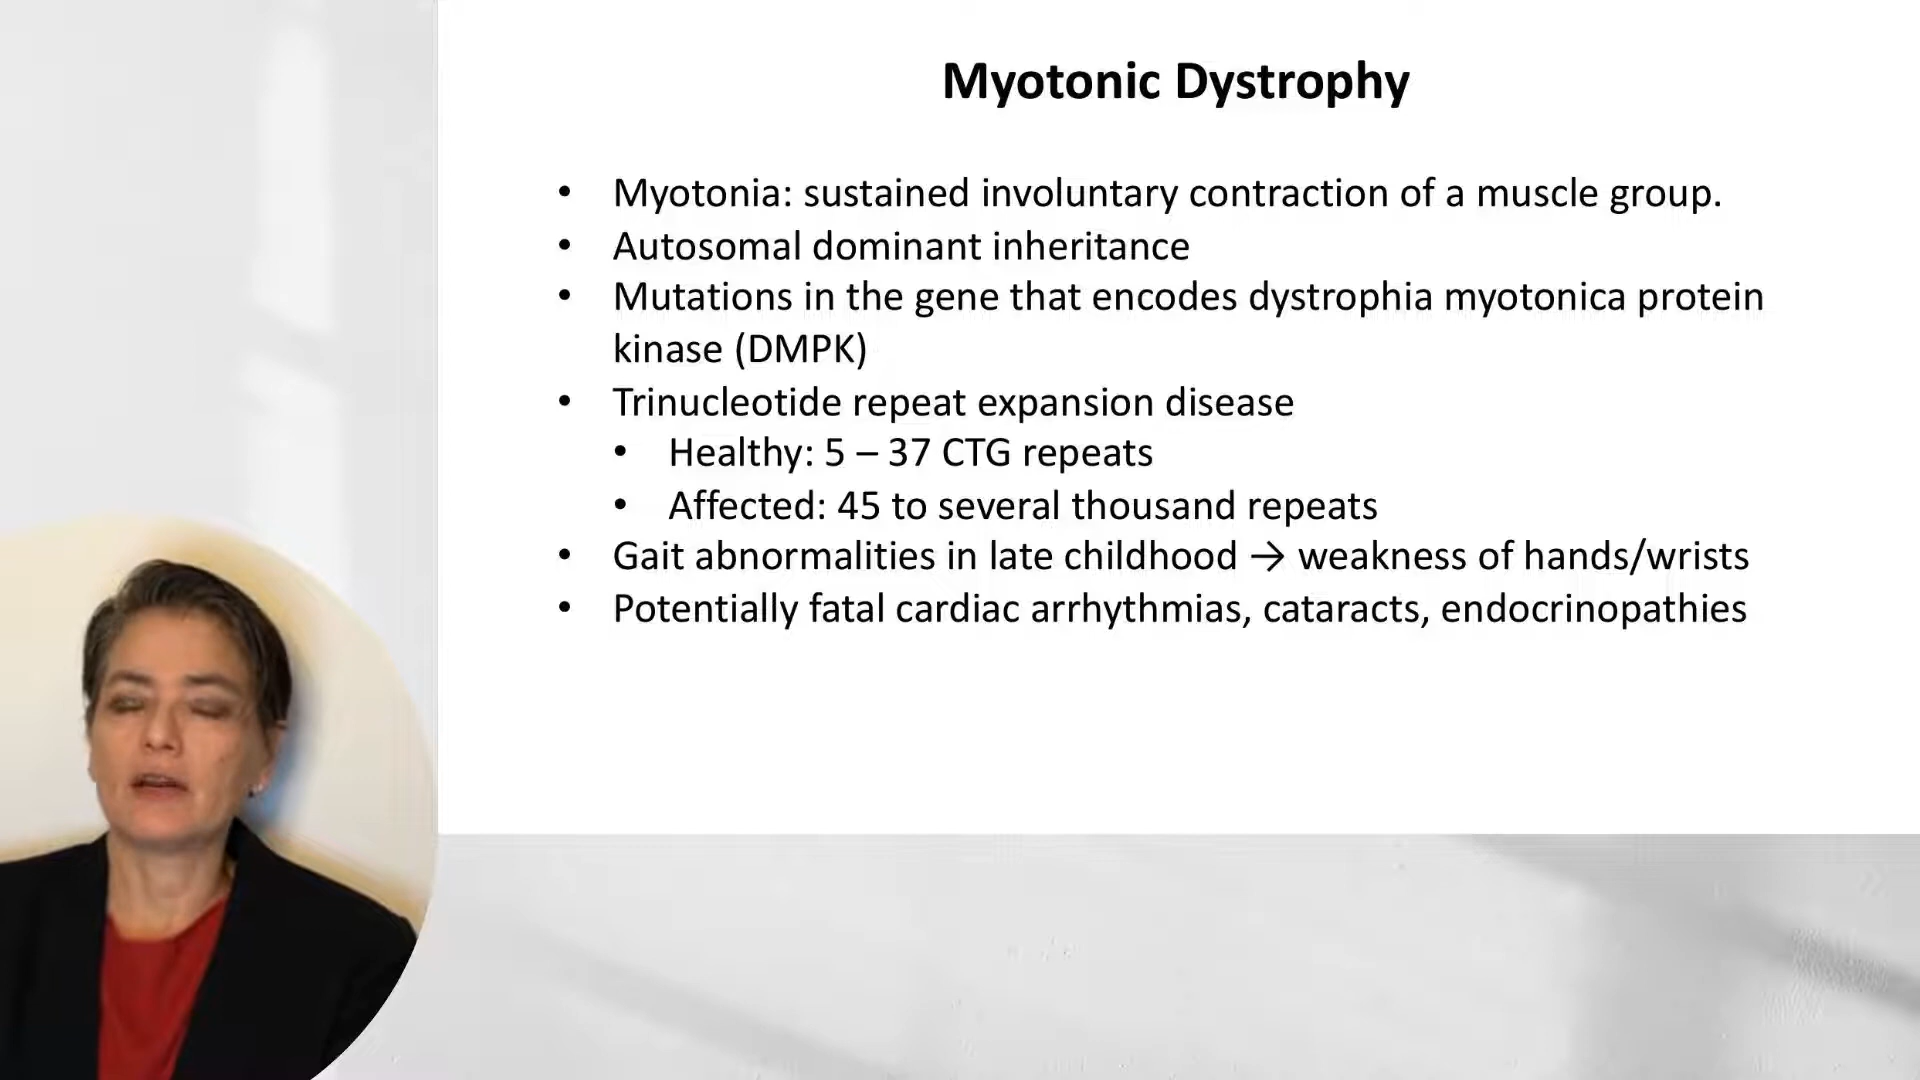 Myotonic Dystrophy
• Myotonia: sustained involuntary contraction of a muscle group.
• Autosomal dominant inheritance
• Mutations in the gene that encodes dystrophia myotonica protein
kinase (DMPK)
• Trinucleotide repeat expansion disease
• Healthy: 5 – 37 CTG repeats
• Affected: 45 to several thousand repeats
• Gait abnormalities in late childhood → weakness of hands/wrists
• Potentially fatal cardiac arrhythmias, cataracts, endocrinopathies